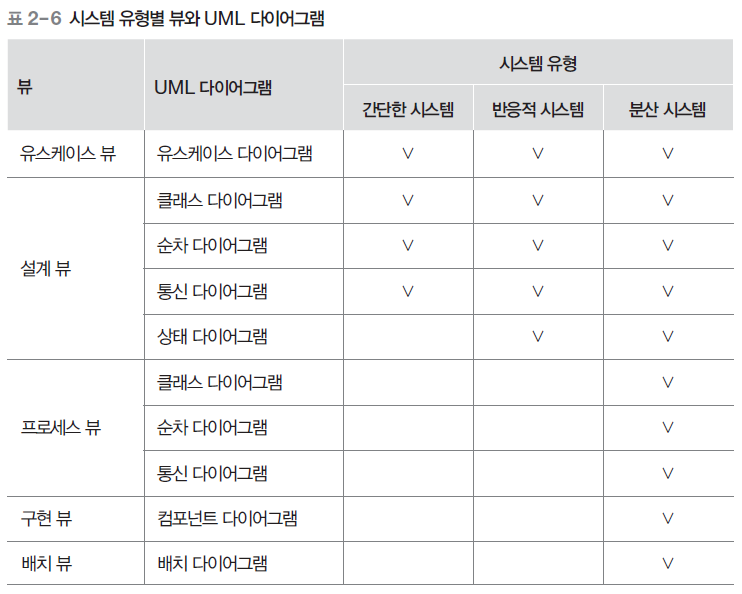 표 2-6 시스템 유형별 뷰와 UML 다이어그램
뷰 UML 다이어그램 시스템 유형
간단한 시스템 반응적 시스템 분산 시스템
유스케이스 뷰 유스케이스 다이어그램 ∨ ∨ ∨
설계 뷰 클래스 다이어그램 ∨ ∨ ∨
순차 다이어그램 ∨ ∨ ∨
통신 다이어그램 ∨ ∨ ∨
상태 다이어그램 ∨ ∨
프로세스 뷰 클래스 다이어그램 ∨
순차 다이어그램 ∨
통신 다이어그램 ∨
구현 뷰 컴포넌트 다이어그램 ∨
배치 뷰 배치 다이어그램 ∨